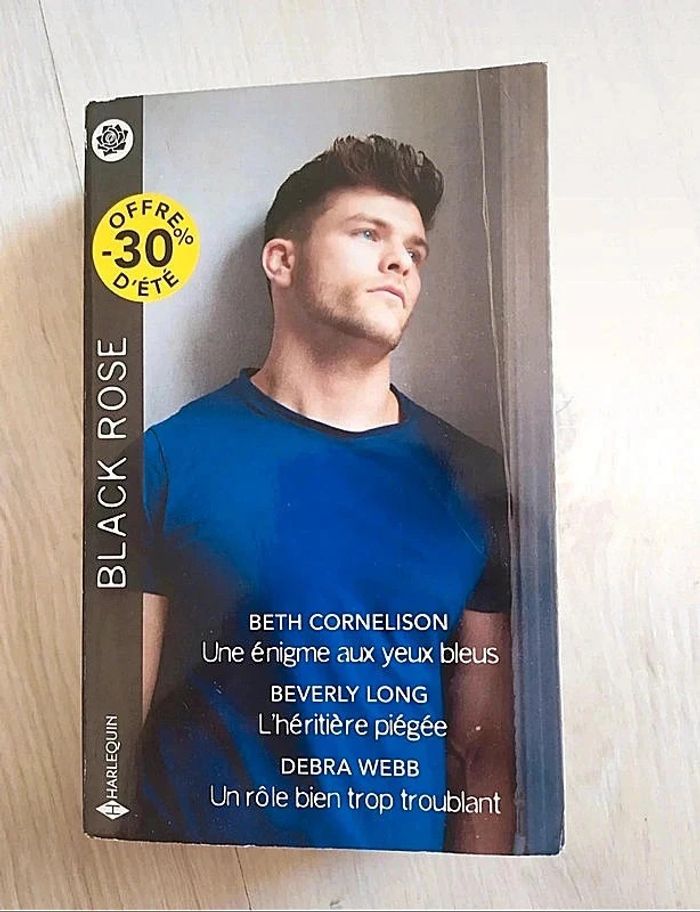 OFFRE
-30%
D'ÉTÉ
BLACK ROSE
HARLEQUIN
BETH CORNELISON
Une énigme aux yeux bleus
BEVERLY LONG
L'héritière piégée
DEBRA WEBB
Un rôle bien trop troublant